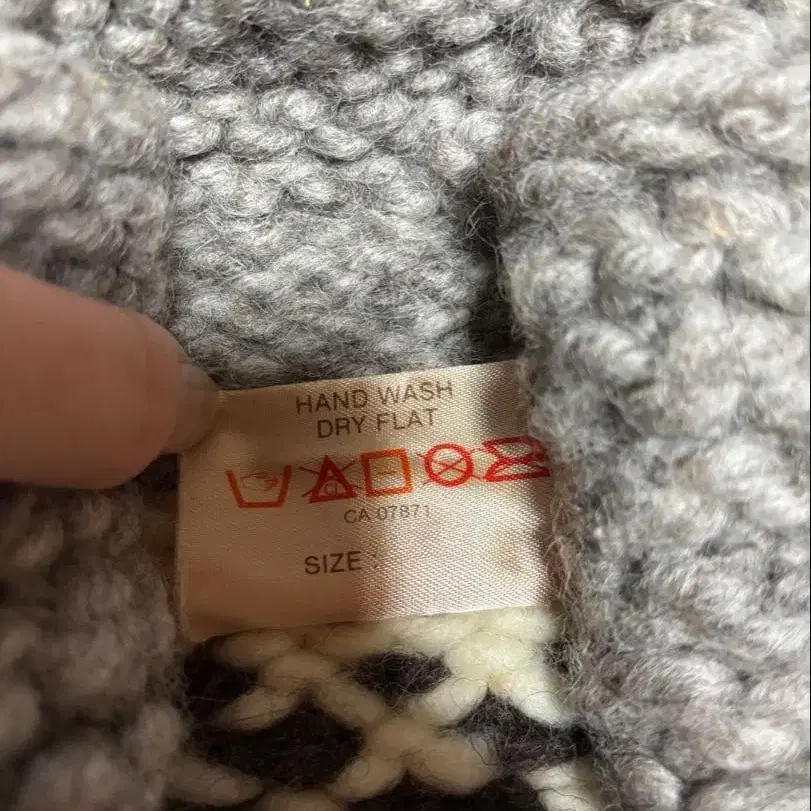 HAND WASH
DRY FLAT
CA 07871
SIZE :